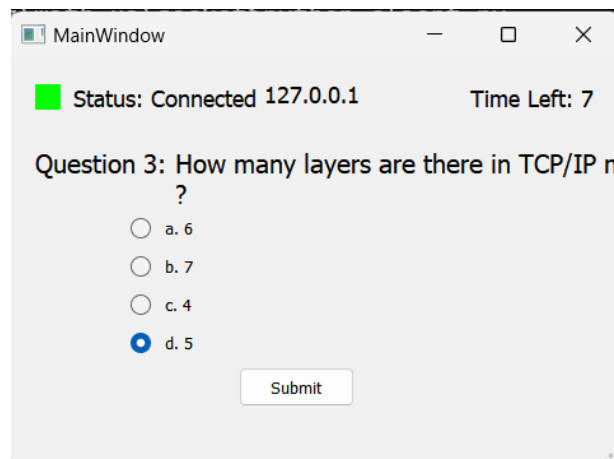 MainWindow
Status: Connected 127.0.0.1 Time Left: 7
Question 3: How many layers are there in TCP/IP
?
a. 6
b. 7
c. 4
d. 5
Submit